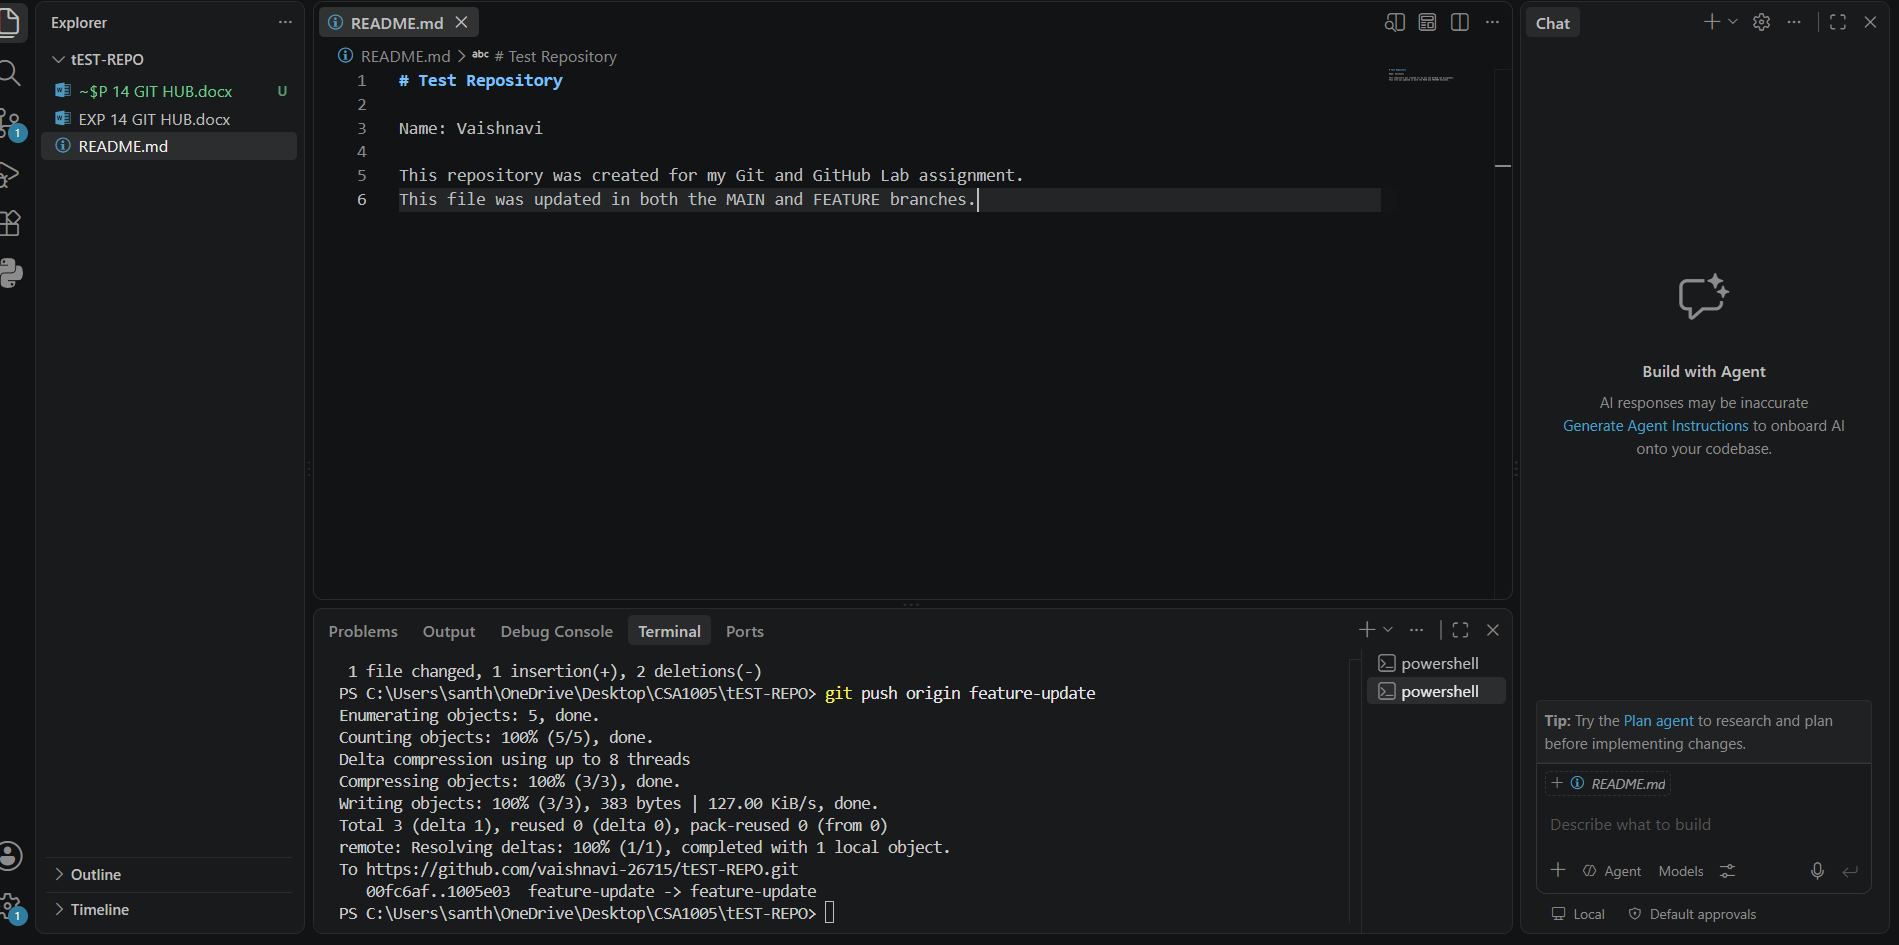 Explorer
tEST-REPO
~$P 14 GIT HUB.docx U
EXP 14 GIT HUB.docx
README.md
1
Outline
Timeline
1
README.md
README.md > abc # Test Repository
1 # Test Repository
2
3 Name: Vaishnavi
4
5 This repository was created for my Git and GitHub Lab assignment.
6 This file was updated in both the MAIN and FEATURE branches.
Problems Output Debug Console Terminal Ports
1 file changed, 1 insertion(+), 2 deletions(-)
PS C:\Users\santh\OneDrive\Desktop\CSA1005\tEST-REPO> git push origin feature-update
Enumerating objects: 5, done.
Counting objects: 100% (5/5), done.
Delta compression using up to 8 threads
Compressing objects: 100% (3/3), done.
Writing objects: 100% (3/3), 383 bytes | 127.00 KiB/s, done.
Total 3 (delta 1), reused 0 (delta 0), pack-reused 0 (from 0)
remote: Resolving deltas: 100% (1/1), completed with 1 local object.
To https://github.com/vaishnavi-26715/tEST-REPO.git
00fc6af..1005e03 feature-update -> feature-update
PS C:\Users\santh\OneDrive\Desktop\CSA1005\tEST-REPO>
powershell
powershell
Chat
Build with Agent
AI responses may be inaccurate
Generate Agent Instructions to onboard AI
onto your codebase.
Tip: Try the Plan agent to research and plan
before implementing changes.
README.md
Describe what to build
Agent Models
Local Default approvals